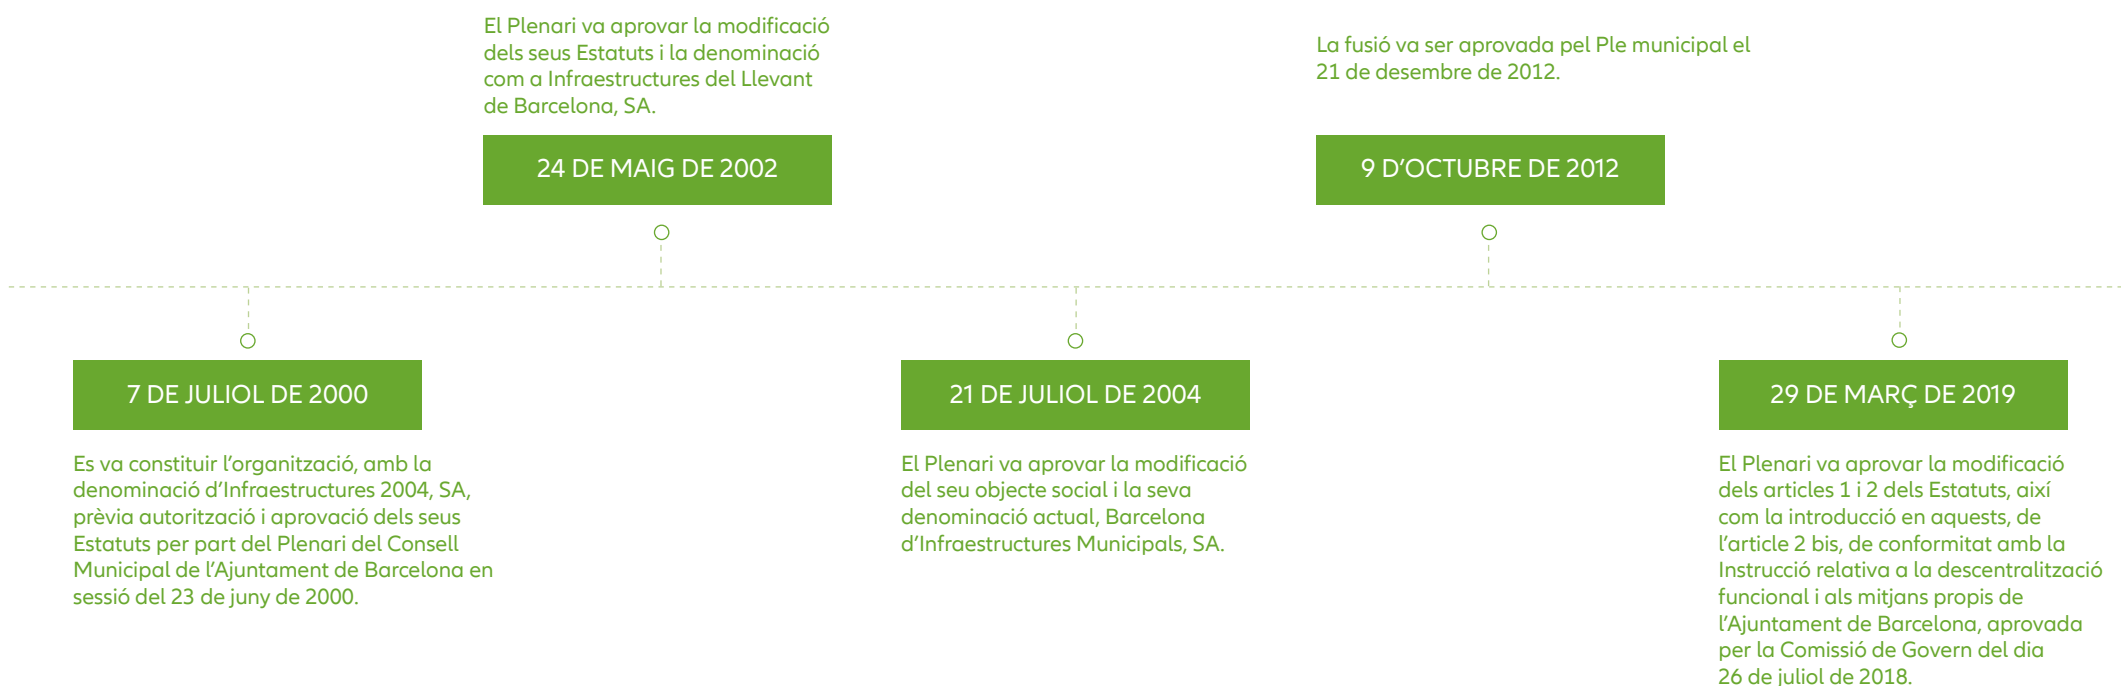 El Plenari va aprovar la modificació
dels seus Estatuts i la denominació
com a Infraestructures del Llevant
de Barcelona, SA.
24 DE MAIG DE 2002
La fusió va ser aprovada pel Ple municipal el
21 de desembre de 2012.
9 D’OCTUBRE DE 2012
7 DE JULIOL DE 2000
Es va constituir l’organització, amb la
denominació d’Infraestructures 2004, SA,
prèvia autorització i aprovació dels seus
Estatuts per part del Plenari del Consell
Municipal de l’Ajuntament de Barcelona en
sessió del 23 de juny de 2000.
21 DE JULIOL DE 2004
El Plenari va aprovar la modificació
del seu objecte social i la seva
denominació actual, Barcelona
d’Infraestructures Municipals, SA.
29 DE MARÇ DE 2019
El Plenari va aprovar la modificació
dels articles 1 i 2 dels Estatuts, així
com la introducció en aquests, de
l’article 2 bis, de conformitat amb la
Instrucció relativa a la descentralització
funcional i als mitjans propis de
l’Ajuntament de Barcelona, aprovada
per la Comissió de Govern del dia
26 de juliol de 2018.